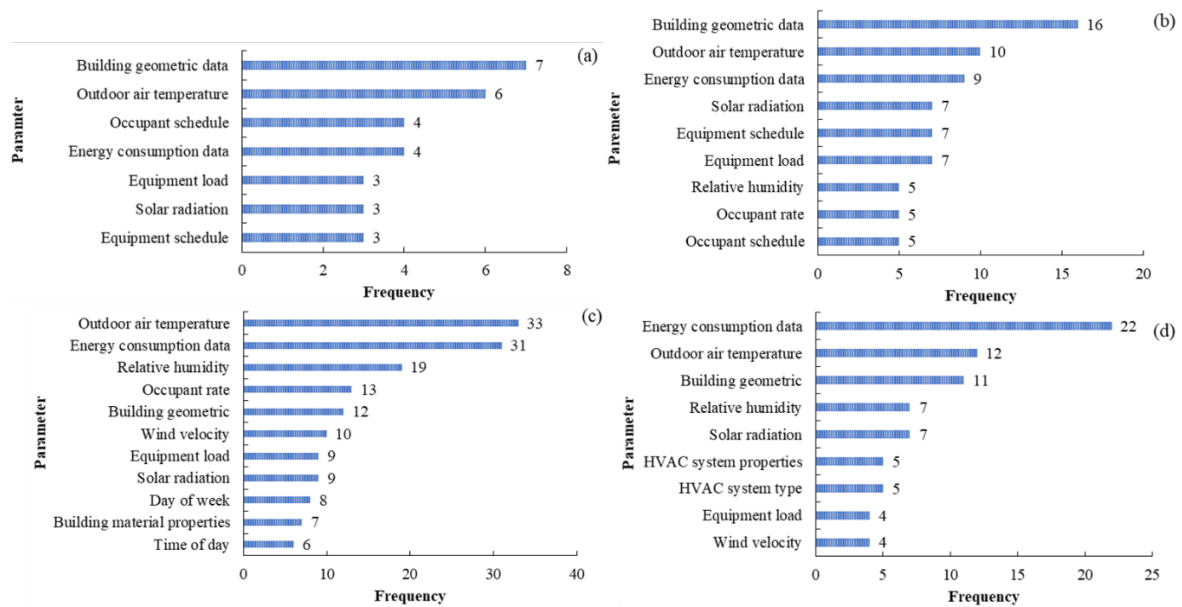 (a)
Paramter
Building geometric data 7
Outdoor air temperature 6
Occupant schedule 4
Energy consumption data 4
Equipment load 3
Solar radiation 3
Equipment schedule 3
0 2 4 6 8
Frequency
(b)
Paremeter
Building geometric data 16
Outdoor air temperature 10
Energy consumption data 9
Solar radiation 7
Equipment schedule 7
Equipment load 7
Relative humidity 5
Occupant rate 5
Occupant schedule 5
0 5 10 15 20
Frequency
(c)
Parameter
Outdoor air temperature 33
Energy consumption data 31
Relative humidity 19
Occupant rate 13
Building geometric 12
Wind velocity 10
Equipment load 9
Solar radiation 9
Day of week 8
Building material properties 7
Time of day 6
0 10 20 30 40
Frequency
(d)
Parameter
Energy consumption data 22
Outdoor air temperature 12
Building geometric 11
Relative humidity 7
Solar radiation 7
HVAC system properties 5
HVAC system type 5
Equipment load 4
Wind velocity 4
0 5 10 15 20 25
Frequency